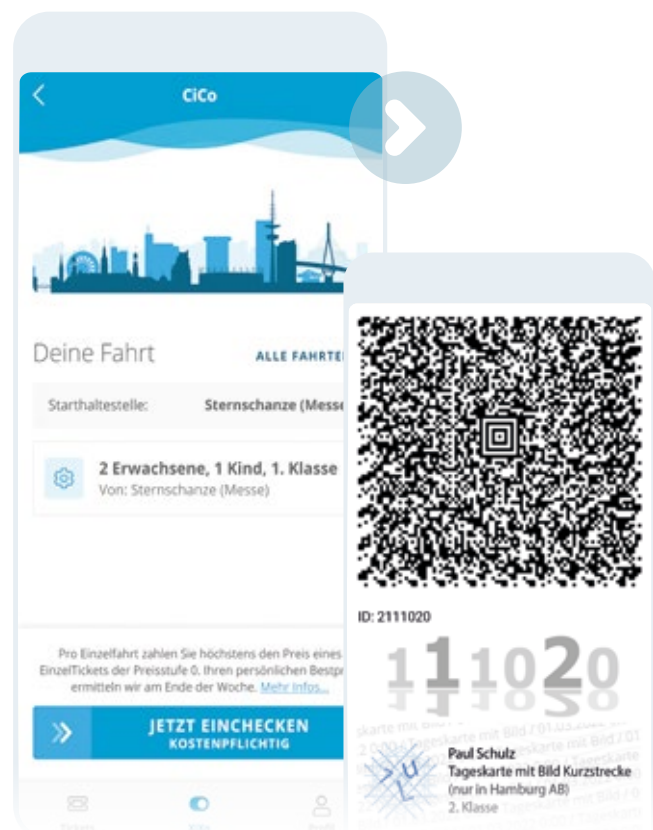 CiCo
Deine Fahrt
ALLE FAHRTE
Starthaltestelle:
Sternschanze (Messe
2 Erwachsene, 1 Kind, 1. Klasse
Von: Sternschanze (Messe)
Pro Einzelfahrt zahlen Sie höchstens den Preis eines
EinzelTickets der Preisstufe 0. Ihren persönlichen Bestpr
ermitteln wir am Ende der Woche. Mehr Infos...
JETZT EINCHECKEN
KOSTENPFLICHTIG
Tickets
CiCo
Profil
ID: 2111020
111020
Paul Schulz
Tageskarte mit Bild Kurzstrecke
(nur in Hamburg AB)
2. Klasse